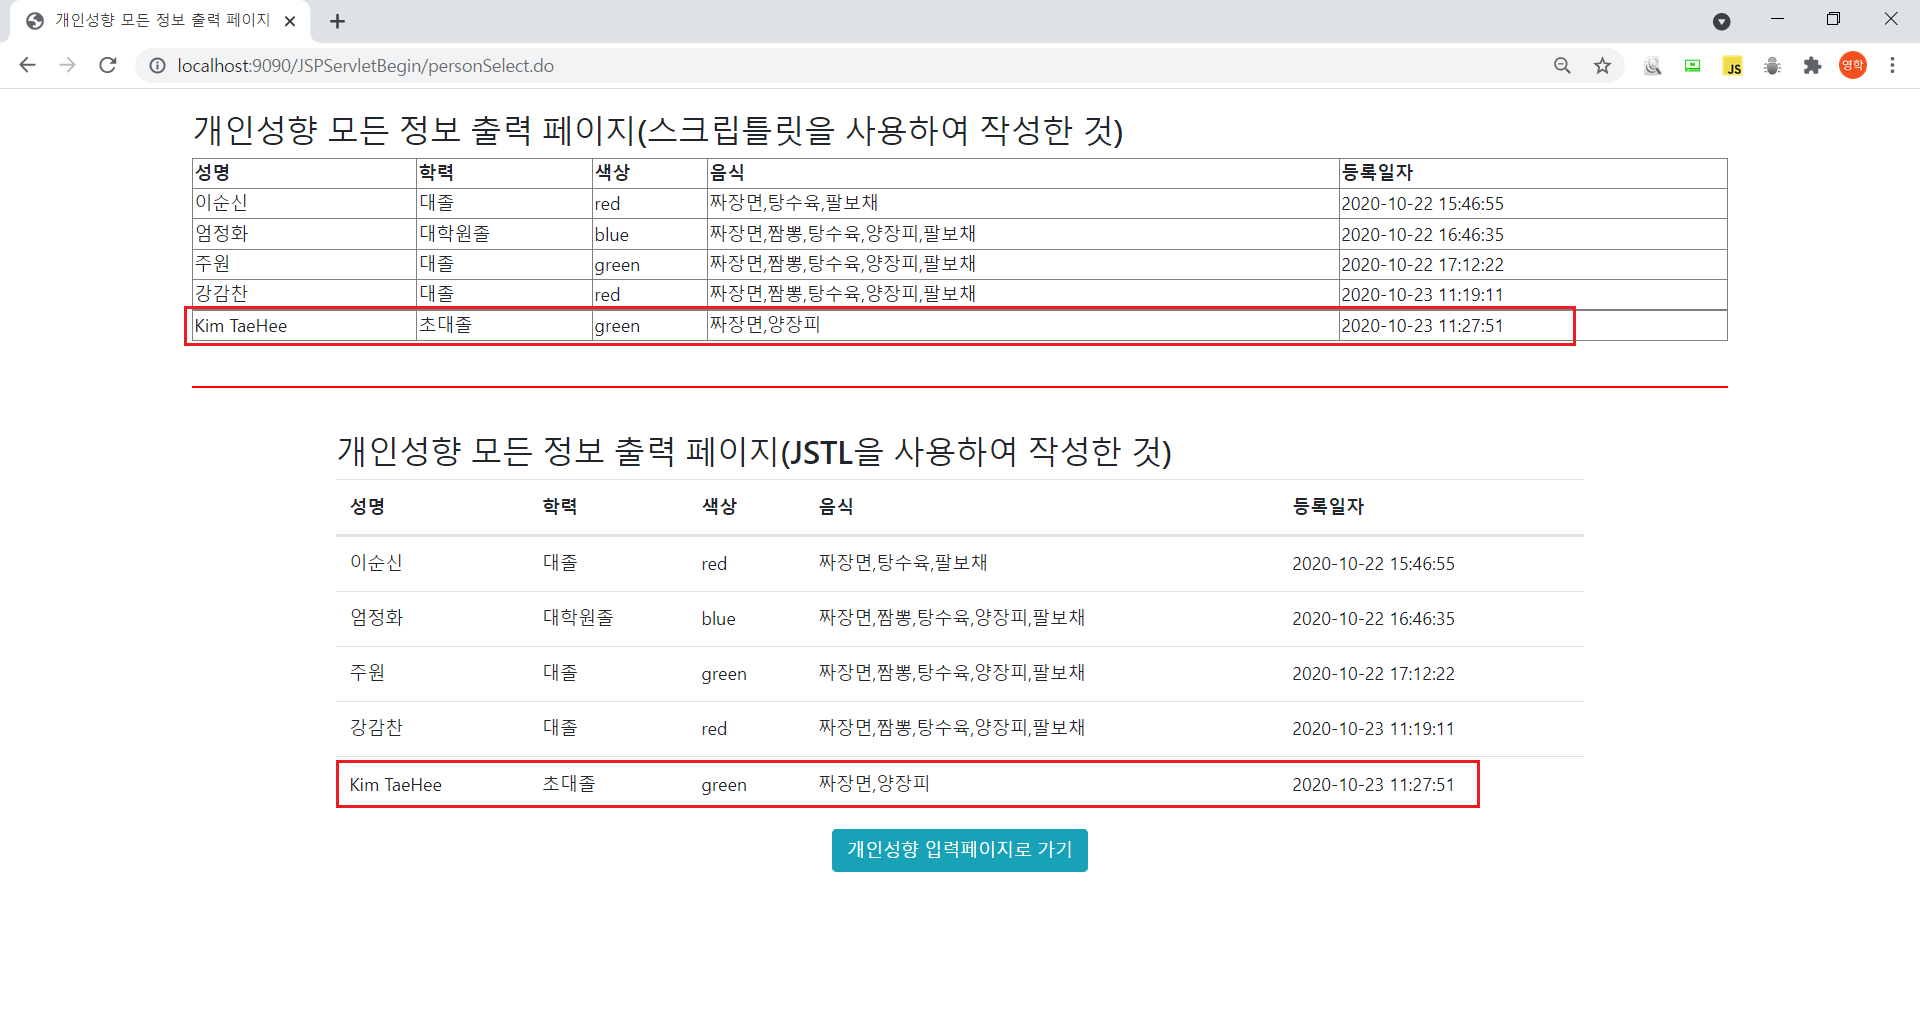 개인성향 모든 정보 출력 페이지
localhost:9090/JSPServletBegin/personSelect.do
JS
영학
개인성향 모든 정보 출력 페이지(스크립틀릿을 사용하여 작성한 것)
성명 학력 색상 음식 등록일자
이순신 대졸 red 짜장면,탕수육,팔보채 2020-10-22 15:46:55
엄정화 대학원졸 blue 짜장면,짬뽕,탕수육,양장피,팔보채 2020-10-22 16:46:35
주원 대졸 green 짜장면,짬뽕,탕수육,양장피,팔보채 2020-10-22 17:12:22
강감찬 대졸 red 짜장면,짬뽕,탕수육,양장피,팔보채 2020-10-23 11:19:11
Kim TaeHee 초대졸 green 짜장면,양장피 2020-10-23 11:27:51
개인성향 모든 정보 출력 페이지(JSTL을 사용하여 작성한 것)
성명 학력 색상 음식 등록일자
이순신 대졸 red 짜장면,탕수육,팔보채 2020-10-22 15:46:55
엄정화 대학원졸 blue 짜장면,짬뽕,탕수육,양장피,팔보채 2020-10-22 16:46:35
주원 대졸 green 짜장면,짬뽕,탕수육,양장피,팔보채 2020-10-22 17:12:22
강감찬 대졸 red 짜장면,짬뽕,탕수육,양장피,팔보채 2020-10-23 11:19:11
Kim TaeHee 초대졸 green 짜장면,양장피 2020-10-23 11:27:51
개인성향 입력페이지로 가기